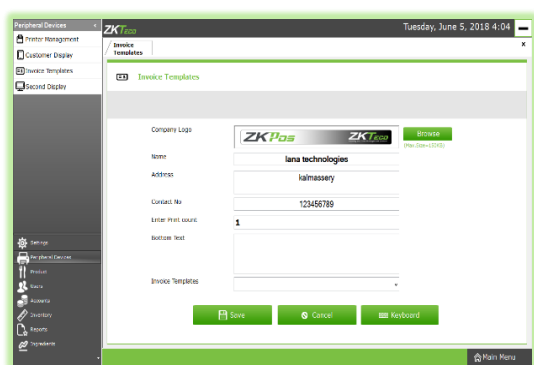 Peripheral Devices
Printer Management
Customer Display
Invoice Templates
Second Display
Settings
Peripheral Devices
Product
Users
Accounts
Inventory
Reports
Ingredients
ZKTeco
Tuesday, June 5, 2018 4:04
Invoice
Templates
x
Invoice Templates
Company Logo
ZKPos
ZKTeco
Browse
Name
lana technologies
Address
kalmassery
Contact No
123456789
Enter Print count
1
Bottom Text
Invoice Templates
Save
Cancel
Keyboard
Main Menu